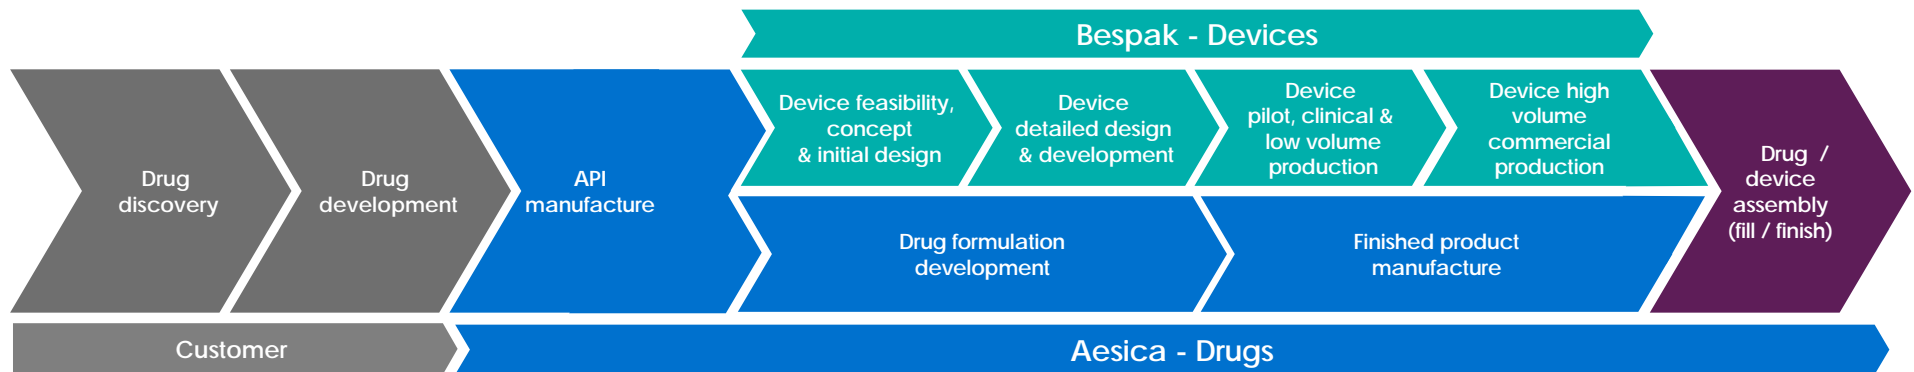 Bespak - Devices
Drug
discovery
Drug
development
API
manufacture
Device feasibility,
concept
& initial design
Device
detailed design
& development
Device
pilot, clinical &
low volume
production
Device high
volume
commercial
production
Drug formulation
development
Finished product
manufacture
Drug /
device
assembly
(fill / finish)
Customer
Aesica - Drugs